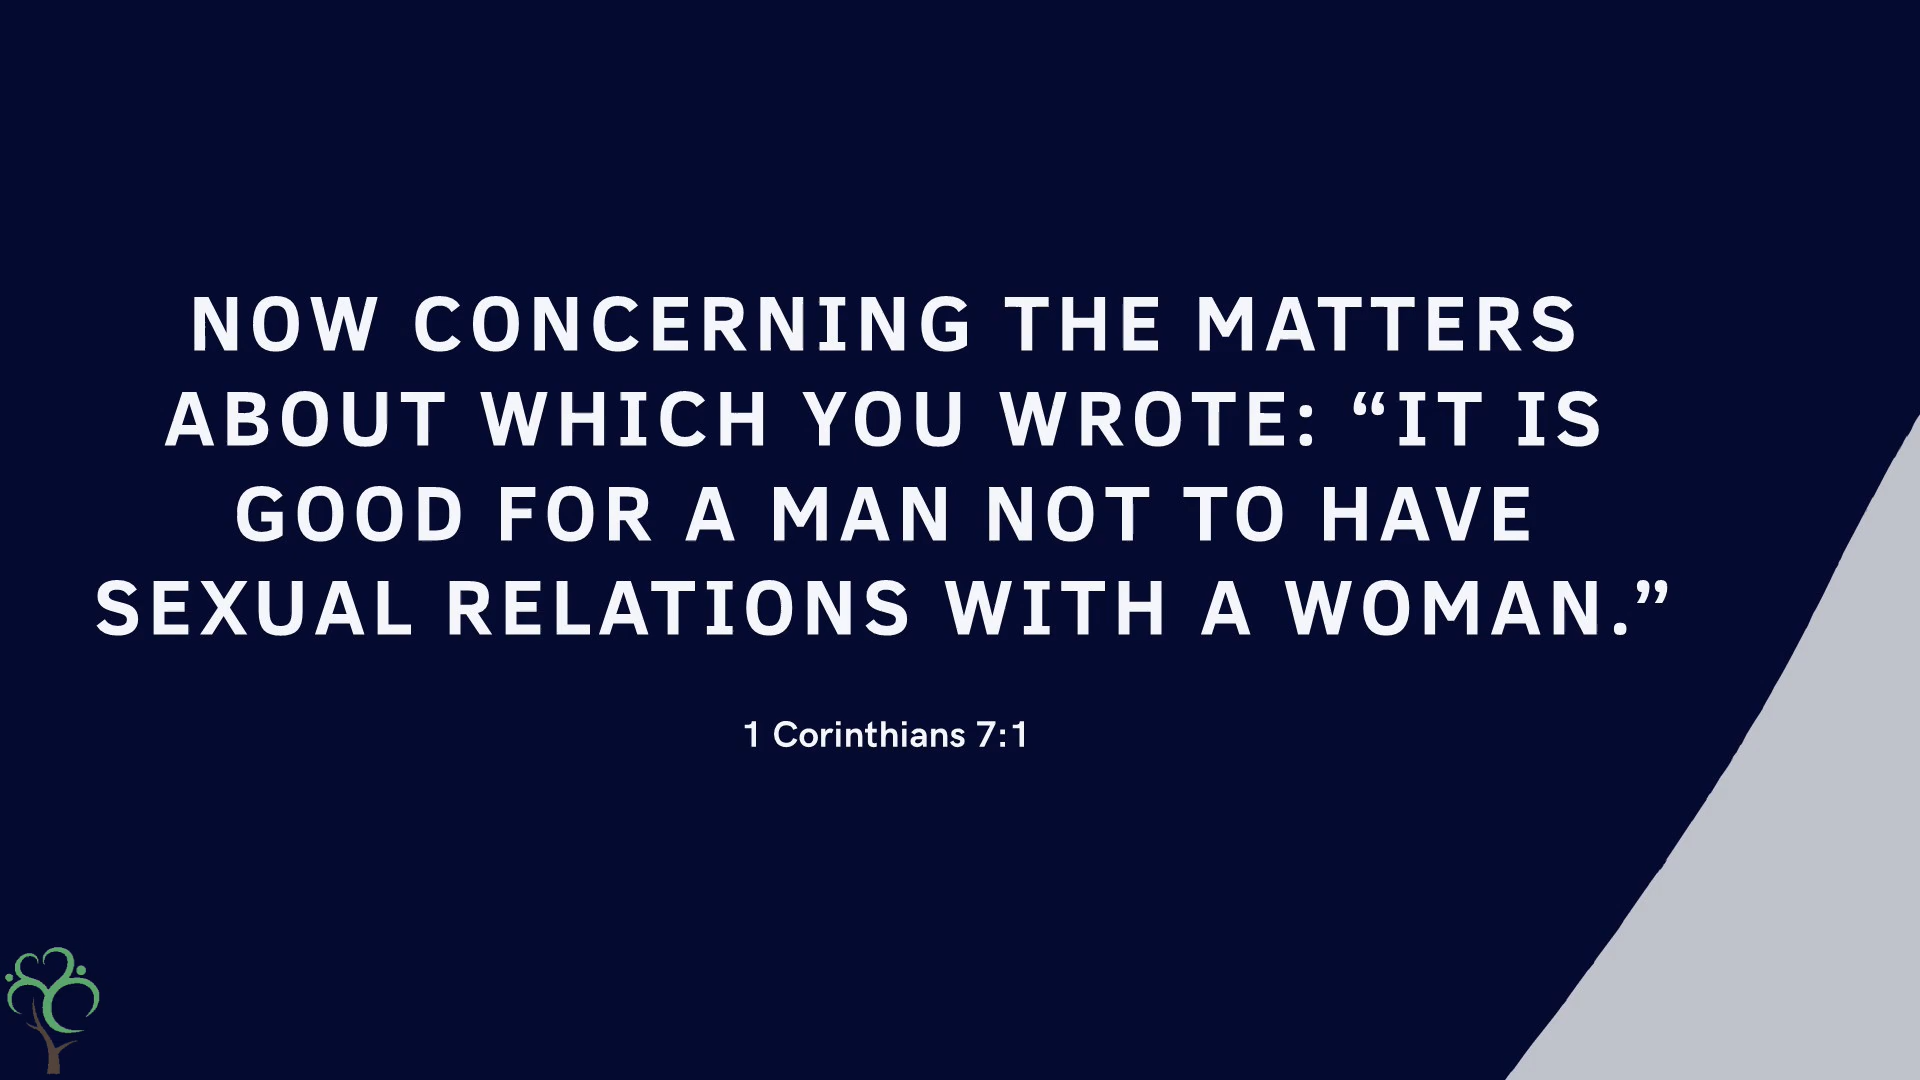 NOW CONCERNING THE MATTERS
ABOUT WHICH YOU WROTE: “IT IS
GOOD FOR A MAN NOT TO HAVE
SEXUAL RELATIONS WITH A WOMAN.”
1 Corinthians 7:1